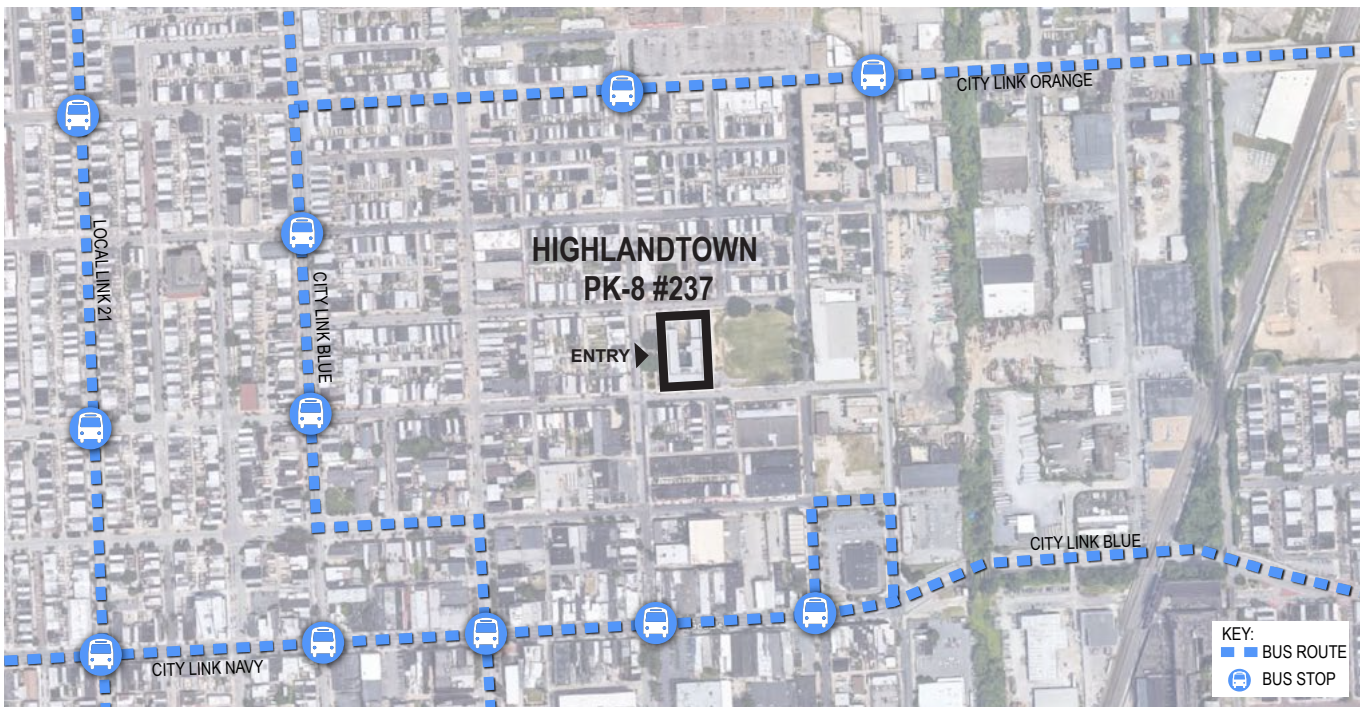 CITY LINK ORANGE
LOCAL LINK 21
CITY LINK BLUE
HIGHLANDTOWN
PK-8 #237
ENTRY
CITY LINK BLUE
CITY LINK NAVY
KEY:
BUS ROUTE
BUS STOP